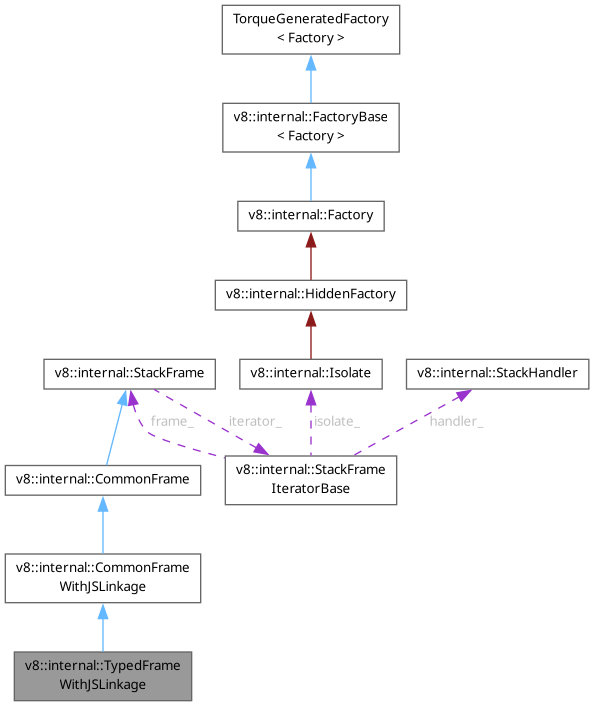 TorqueGeneratedFactory
< Factory >
v8::internal::FactoryBase
< Factory >
v8::internal::Factory
v8::internal::HiddenFactory
v8::internal::StackFrame
v8::internal::Isolate
v8::internal::StackHandler
frame_
iterator_
isolate_
handler_
v8::internal::CommonFrame
v8::internal::StackFrame
IteratorBase
v8::internal::CommonFrame
WithJSLinkage
v8::internal::TypedFrame
WithJSLinkage